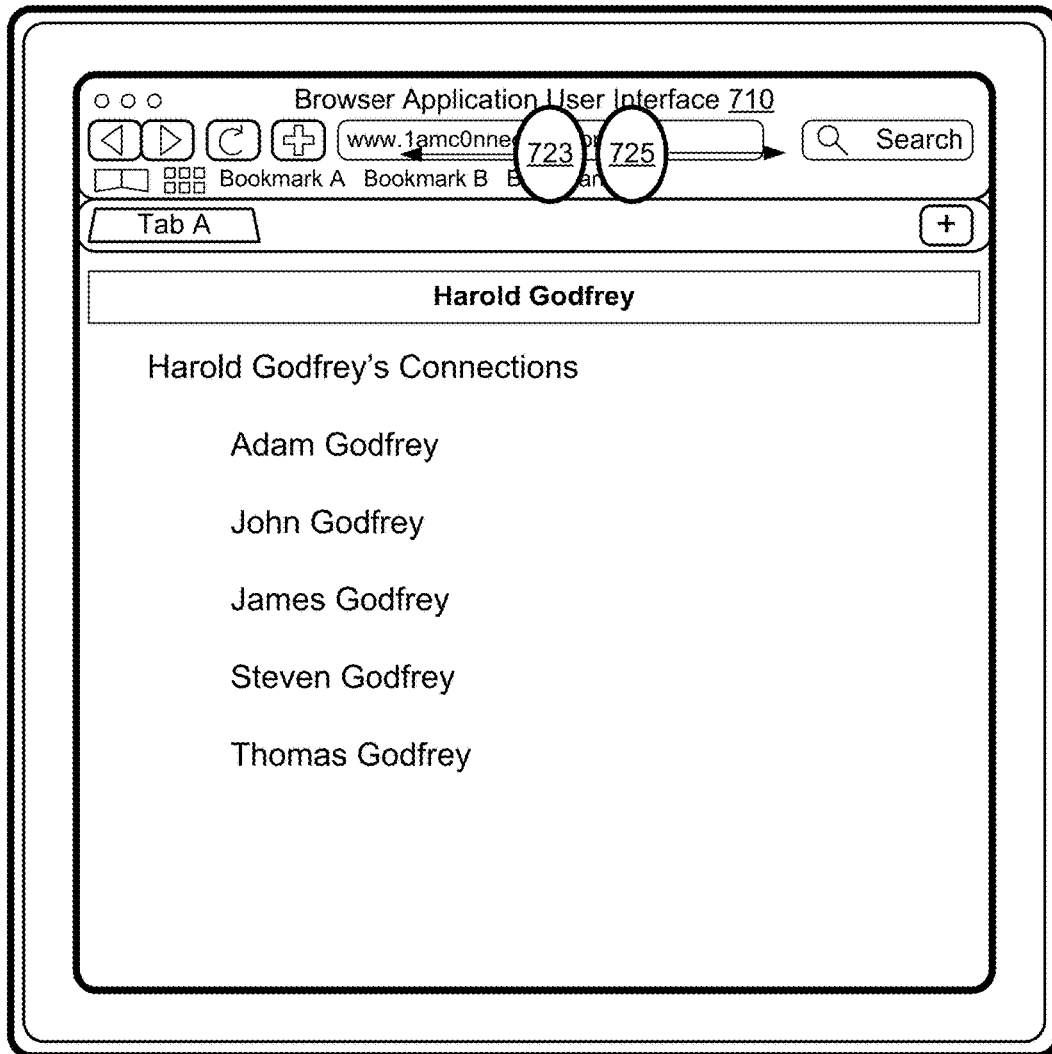 Browser Application User Interface 710
www.1amc0nne
723
725
Search
Bookmark A Bookmark B
Tab A
+
Harold Godfrey
Harold Godfrey's Connections
Adam Godfrey
John Godfrey
James Godfrey
Steven Godfrey
Thomas Godfrey